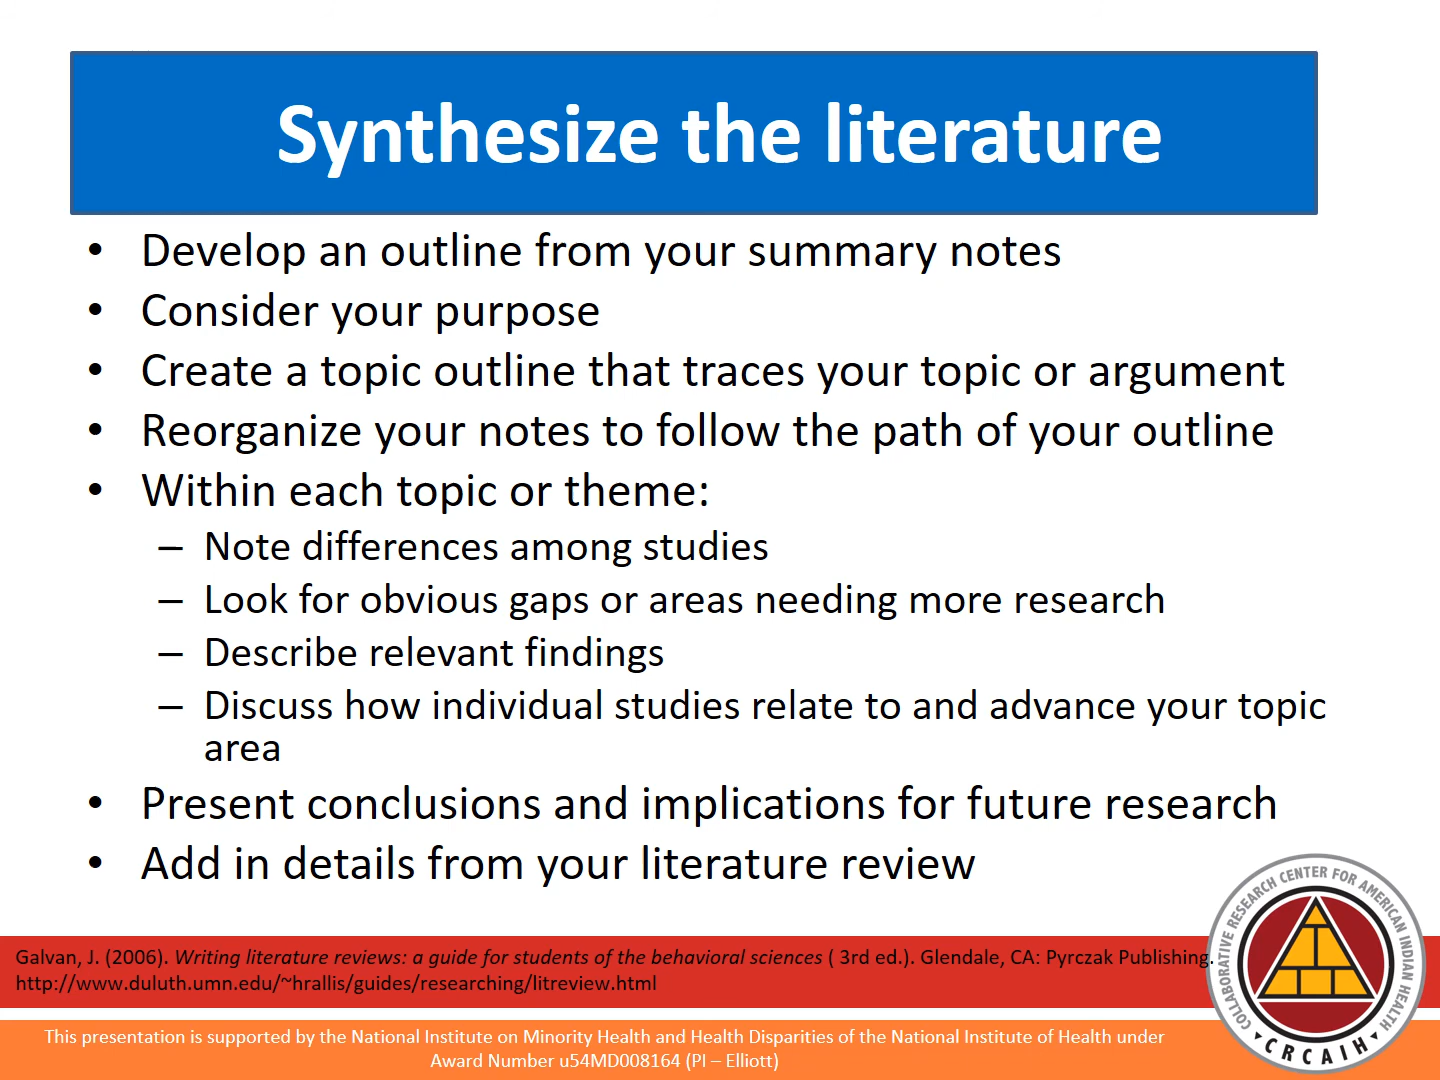 Synthesize the literature
• Develop an outline from your summary notes
• Consider your purpose
• Create a topic outline that traces your topic or argument
• Reorganize your notes to follow the path of your outline
• Within each topic or theme:
– Note differences among studies
– Look for obvious gaps or areas needing more research
– Describe relevant findings
– Discuss how individual studies relate to and advance your topic
area
• Present conclusions and implications for future research
• Add in details from your literature review
Galvan, J. (2006). Writing literature reviews: a guide for students of the behavioral sciences ( 3rd ed.). Glendale, CA: Pyrczak Publishing.
http://www.duluth.umn.edu/~hrallis/guides/researching/litreview.html
COLLABORATIVE RESEARCH CENTER FOR AMERICAN INDIAN HEALTH
CRCAIH
This presentation is supported by the National Institute on Minority Health and Health Disparities of the National Institute of Health under
Award Number u54MD008164 (PI – Elliott)